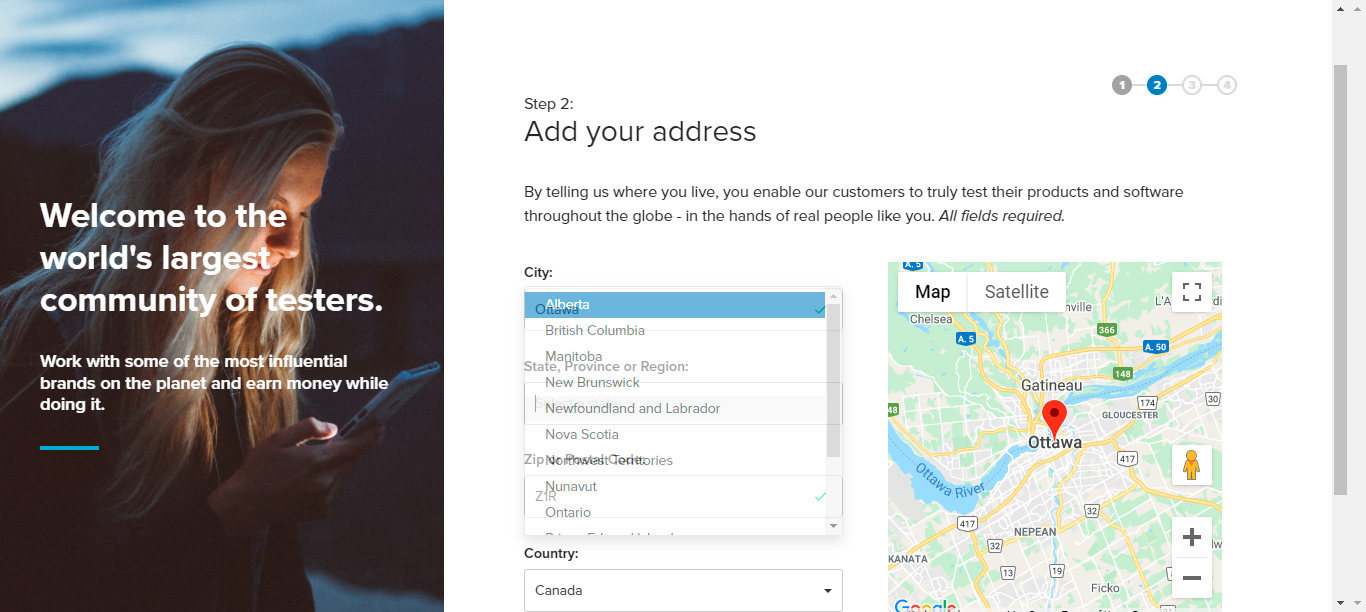 Welcome to the
world's largest
community of testers.
Work with some of the most influential
brands on the planet and earn money while
doing it.
1 2 3 4
Step 2:
Add your address
By telling us where you live, you enable our customers to truly test their products and software
throughout the globe - in the hands of real people like you. All fields required.
City:
Ottawa
Alberta
British Columbia
Manitoba
State, Province or Region:
New Brunswick
Newfoundland and Labrador
Nova Scotia
Zip or Postal Code:
Northwest Territories
Nunavut
Z1R
Ontario
Country:
Canada
Map
Satellite
A. 5
Chelsea
366
A. 5
A. 50
148
Gatineau
174
30
GLOUCESTER
Ottawa
417
Ottawa River
32
417
NEPEAN
32
KANATA
13
19
Ficko
Google